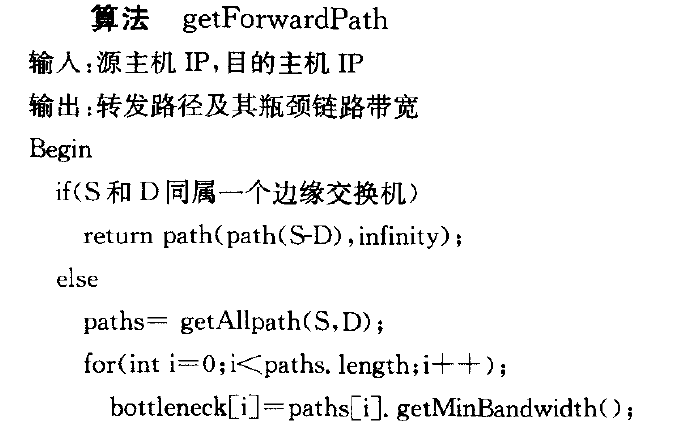 算法 getForwardPath
输入:源主机 IP,目的主机 IP
输出:转发路径及其瓶颈链路带宽
Begin
if(S 和 D 同属一个边缘交换机)
return path(path(S-D),infinity);
else
paths= getAllpath(S,D);
for(int i=0;i<paths.length;i++);
bottleneck[i]=paths[i].getMinBandwidth();